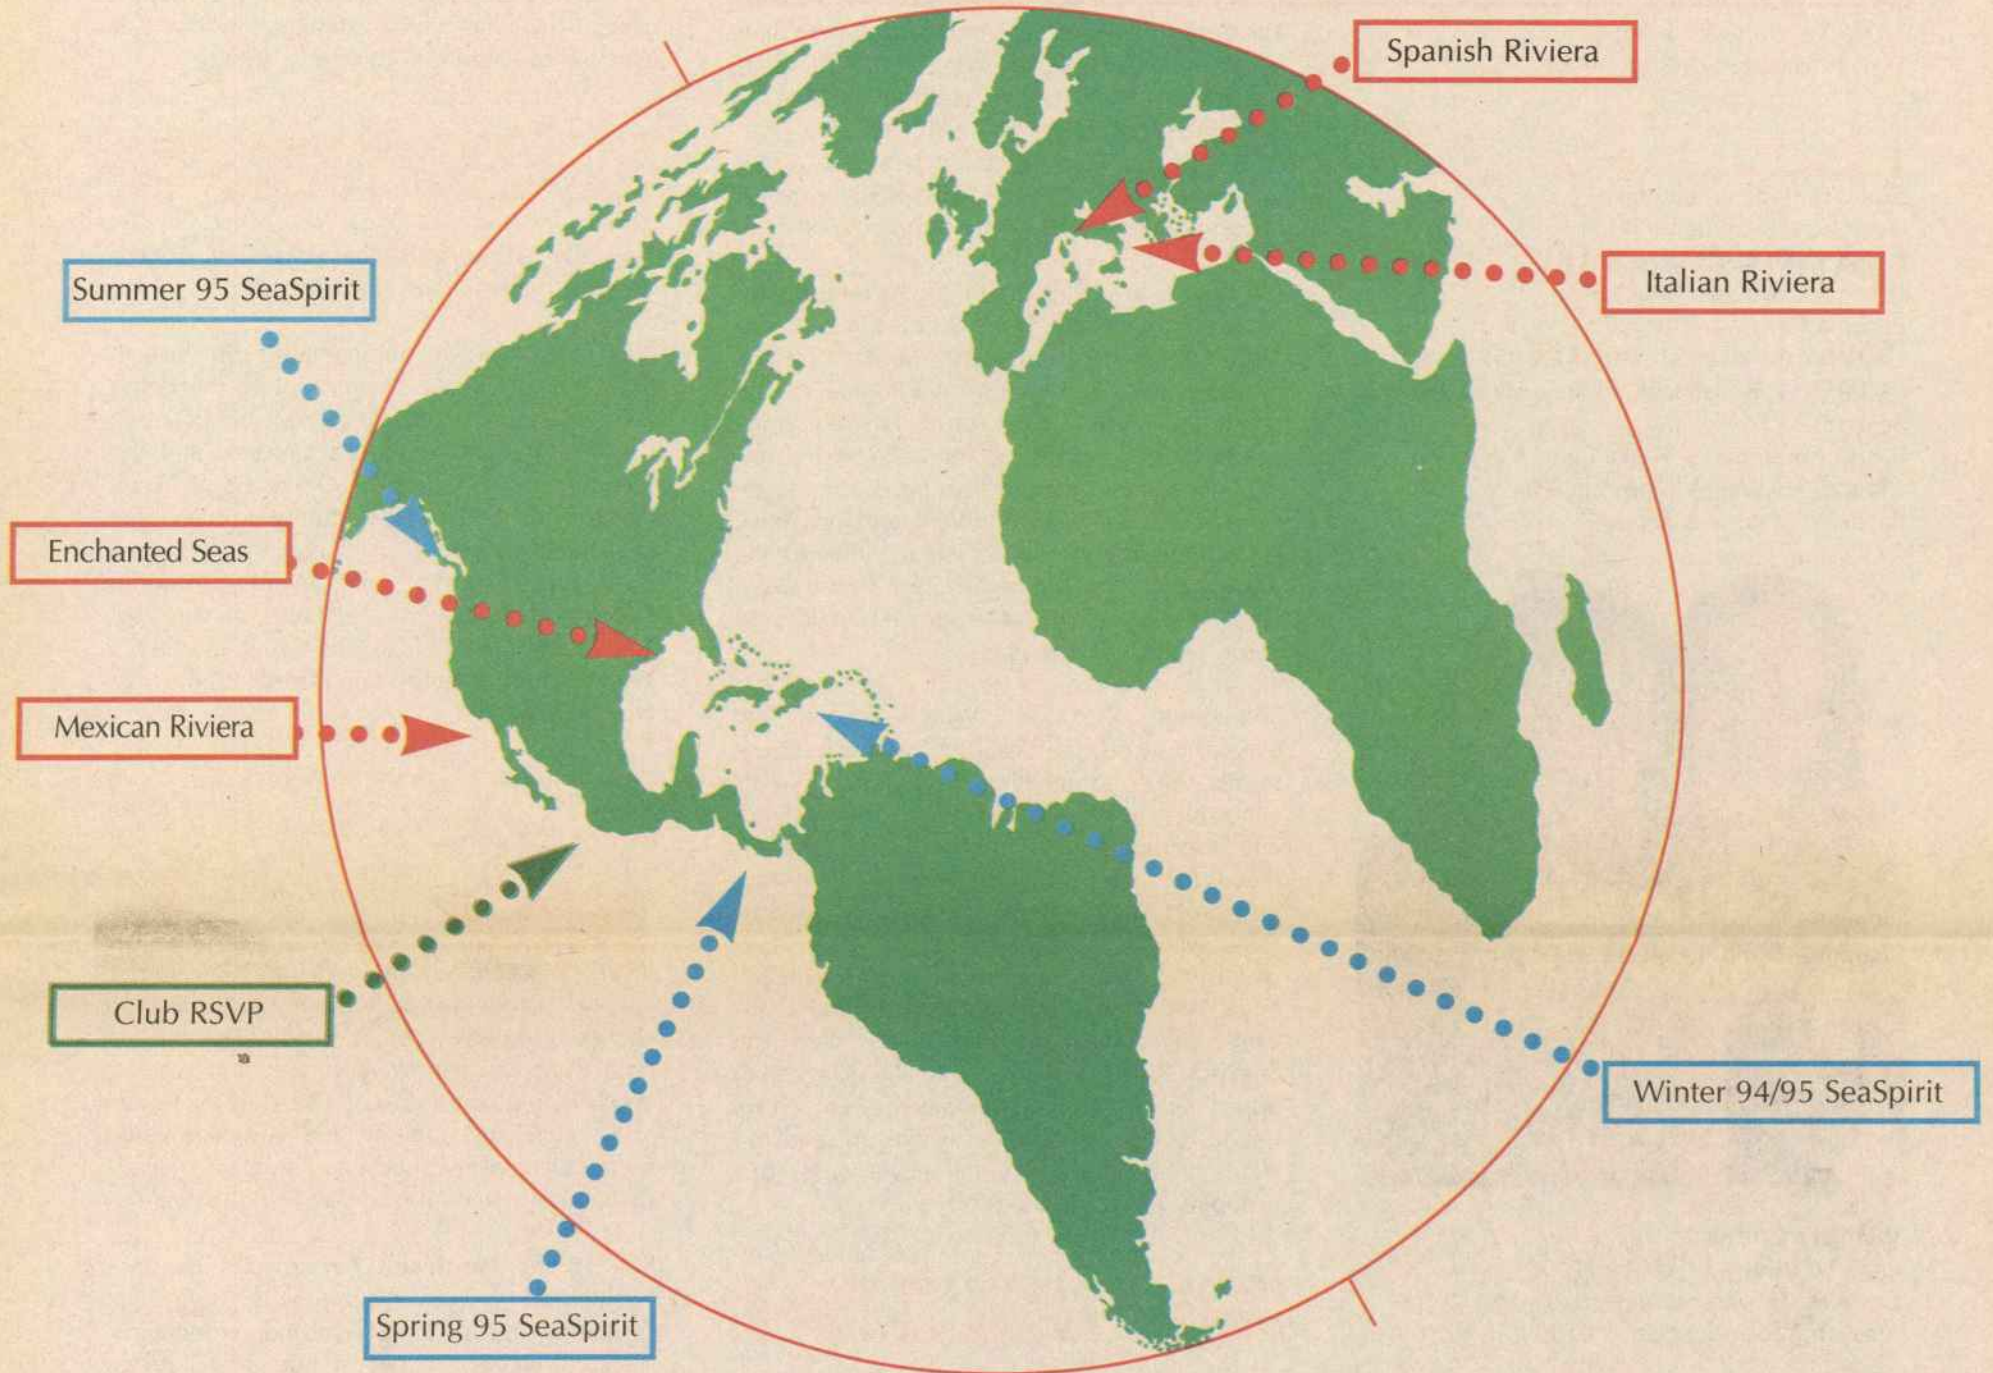 Spanish Riviera
Summer 95 SeaSpirit
Italian Riviera
Enchanted Seas
Mexican Riviera
Club RSVP
Winter 94/95 SeaSpirit
Spring 95 SeaSpirit